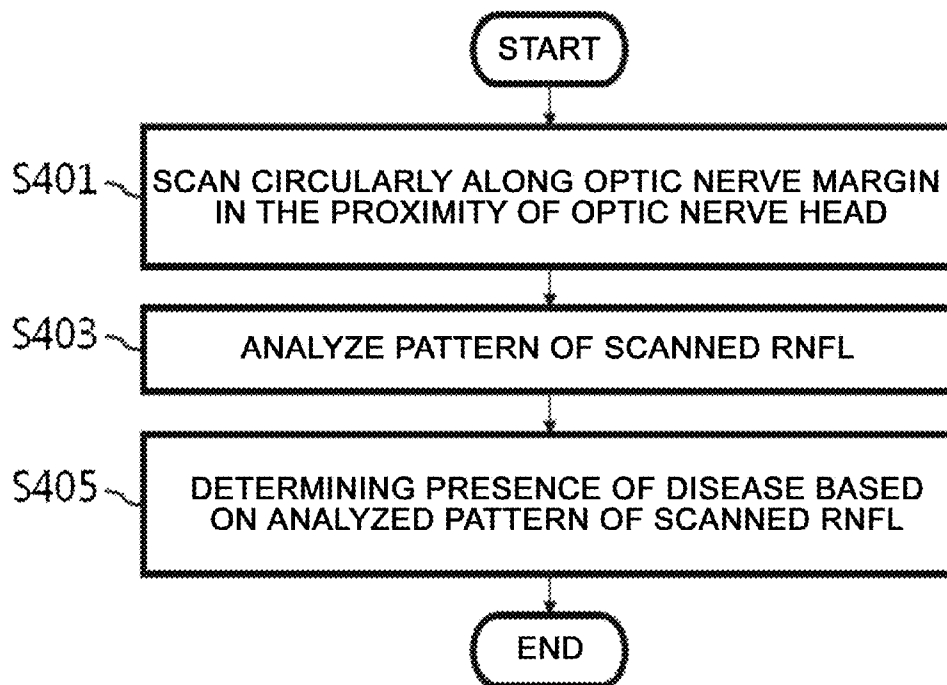 START
S401
SCAN CIRCULARLY ALONG OPTIC NERVE MARGIN
IN THE PROXIMITY OF OPTIC NERVE HEAD
S403
ANALYZE PATTERN OF SCANNED RNFL
S405
DETERMINING PRESENCE OF DISEASE BASED
ON ANALYZED PATTERN OF SCANNED RNFL
END